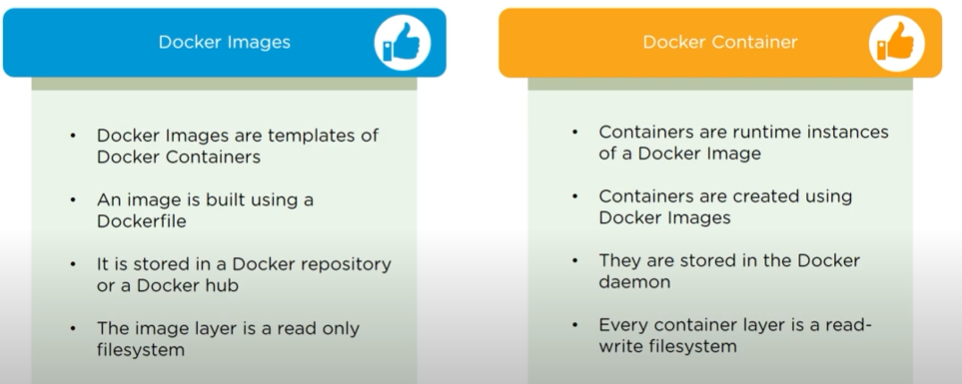 Docker Images
• Docker Images are templates of
Docker Containers
• An image is built using a
Dockerfile
• It is stored in a Docker repository
or a Docker hub
• The image layer is a read only
filesystem
Docker Container
• Containers are runtime instances
of a Docker Image
• Containers are created using
Docker Images
• They are stored in the Docker
daemon
• Every container layer is a read-
write filesystem